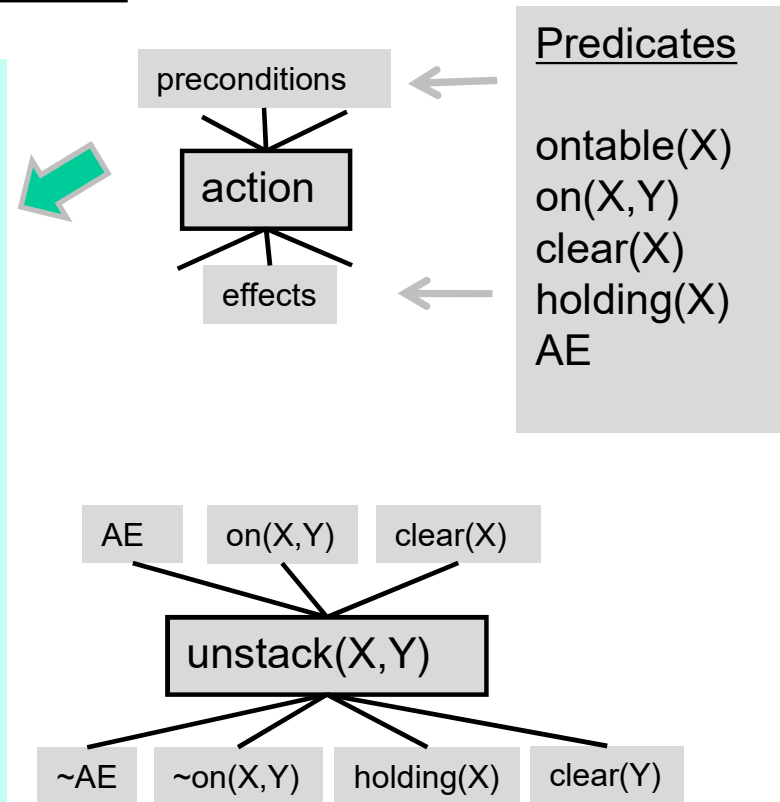 preconditions
action
effects
Predicates
ontable(X)
on(X,Y)
clear(X)
holding(X)
AE
AE on(X,Y) clear(X)
unstack(X,Y)
~AE ~on(X,Y) holding(X) clear(Y)